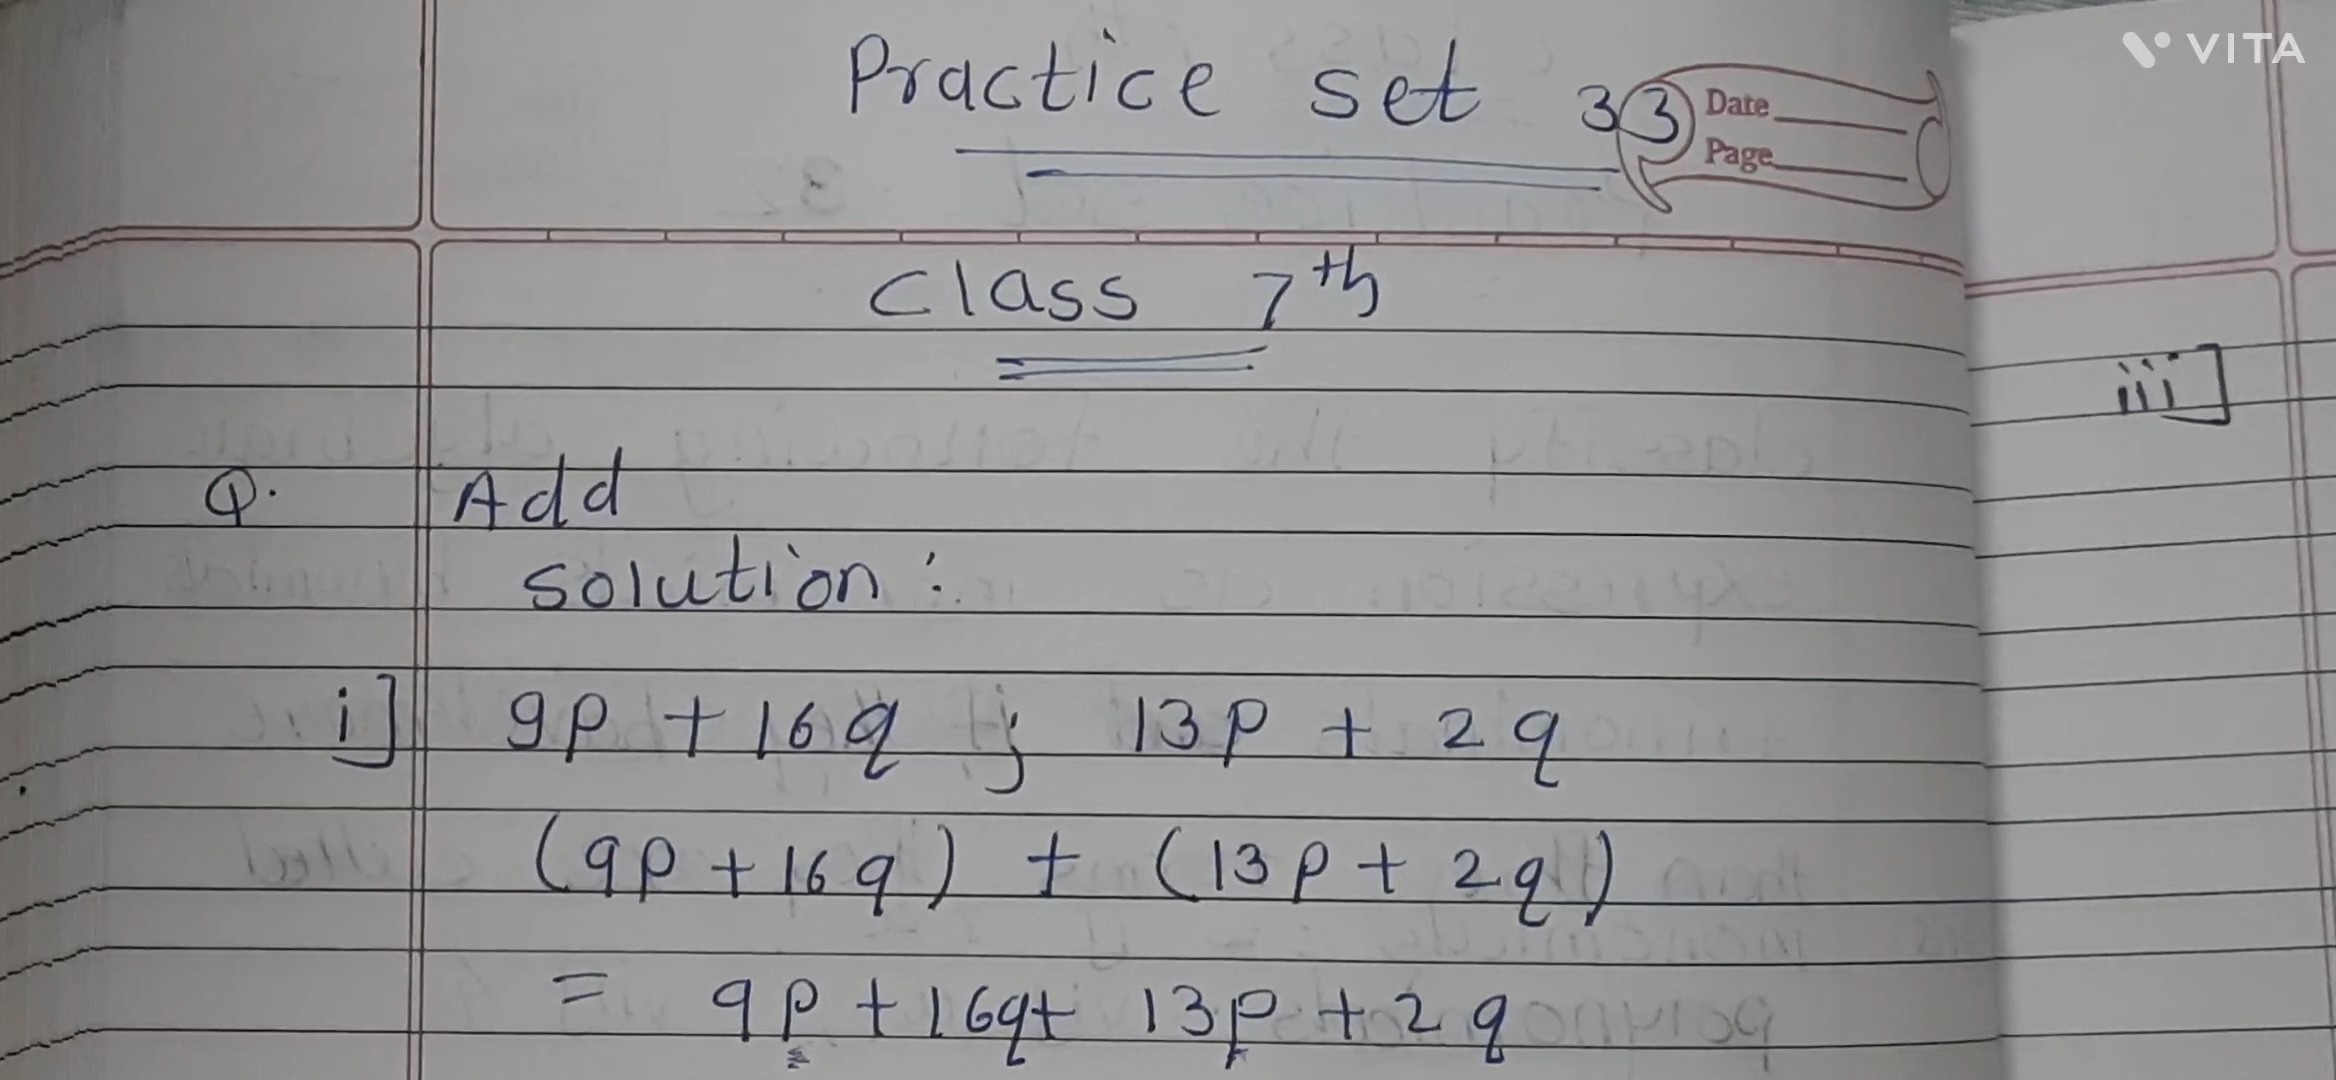 VITA
Practice set 33
Date
Page
Class 7th
iii]
Q. Add
solution:
i] 9p + 16q ; 13p + 2q
(9p + 16q) + (13p + 2q)
= 9p + 16q + 13p + 2q